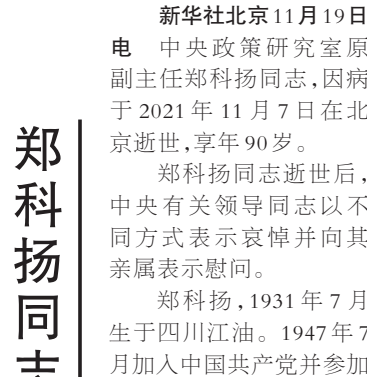 郑科扬同志
新华社北京11月19日
电　中央政策研究室原
副主任郑科扬同志，因病
于2021年11月7日在北
京逝世，享年90岁。
郑科扬同志逝世后，
中央有关领导同志以不
同方式表示哀悼并向其
亲属表示慰问。
郑科扬，1931年7月
生于四川江油。1947年7
月加入中国共产党并参加